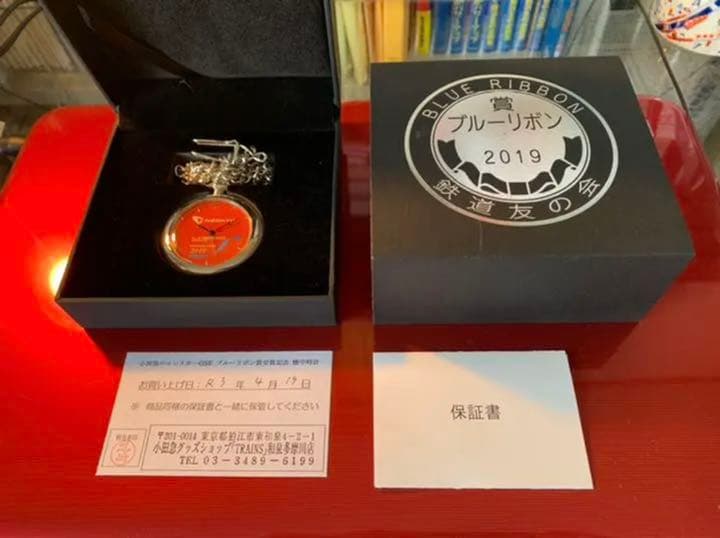 BLUE RIBBON
賞
ブルーリボン
2019
鉄道友の会
小田急ロマンスカーGSE ブルーリボン賞受賞記念 懐中時計
お買い上げ日: R3 年 4 月 19 日
※ 商品同様の保証書と一緒に保管してください
〒201-0014 東京都狛江市東和泉4-2-1
小田急グッズショップ「TRAINS」和泉多摩川店
TEL 03-3489-6199
保証書